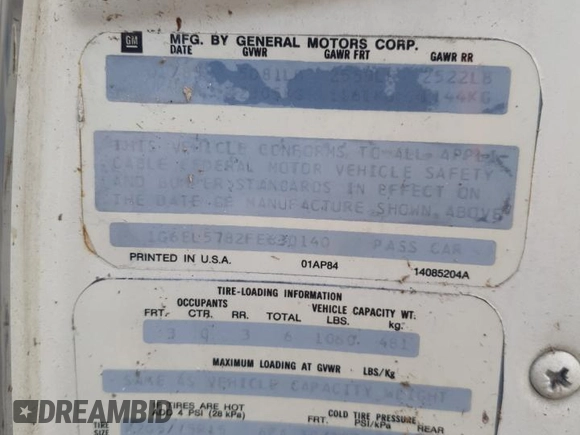 GM MFG. BY GENERAL MOTORS CORP.
DATE GVWR GAWR FRT GAWR RR
2522LB
1144KG
THIS VEHICLE CONFORMS TO ALL APPLI-
CABLE FEDERAL MOTOR VEHICLE SAFETY
AND BUMPER STANDARDS IN EFFECT ON
THE DATE OF MANUFACTURE SHOWN ABOVE
1G6EL5782FE630140 PASS CAR
PRINTED IN U.S.A. 01AP84 14085204A
TIRE-LOADING INFORMATION
OCCUPANTS VEHICLE CAPACITY WT.
FRT. CTR. RR. TOTAL LBS. kg.
3 0 3 6 1060 481
MAXIMUM LOADING AT GVWR LBS/Kg
SAME AS VEHICLE CAPACITY WEIGHT
TIRES ARE HOT COLD TIRE PRESSURE
ADD 4 PSI (28 kPa) FRT. PSI/kPa REAR
TIRE
SIZE
DREAMBID